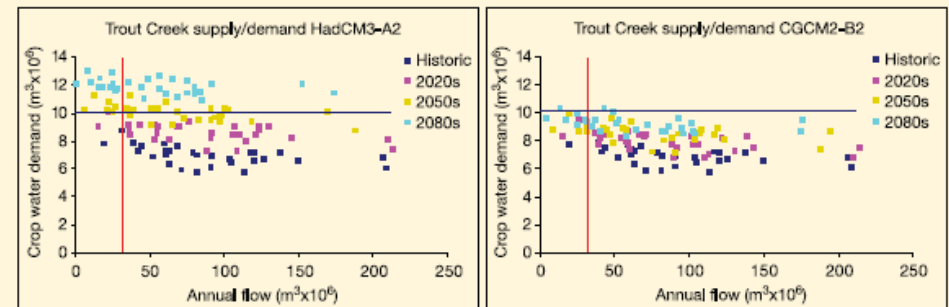 Trout Creek supply/demand HadCM3-A2
Crop water demand (m³x10⁶)
14
12
10
8
6
4
2
0
0 50 100 150 200 250
Annual flow (m³x10⁶)
Historic
2020s
2050s
2080s
Trout Creek supply/demand CGCM2-B2
Crop water demand (m³x10⁶)
14
12
10
8
6
4
2
0
0 50 100 150 200 250
Annual flow (m³x10⁶)
Historic
2020s
2050s
2080s